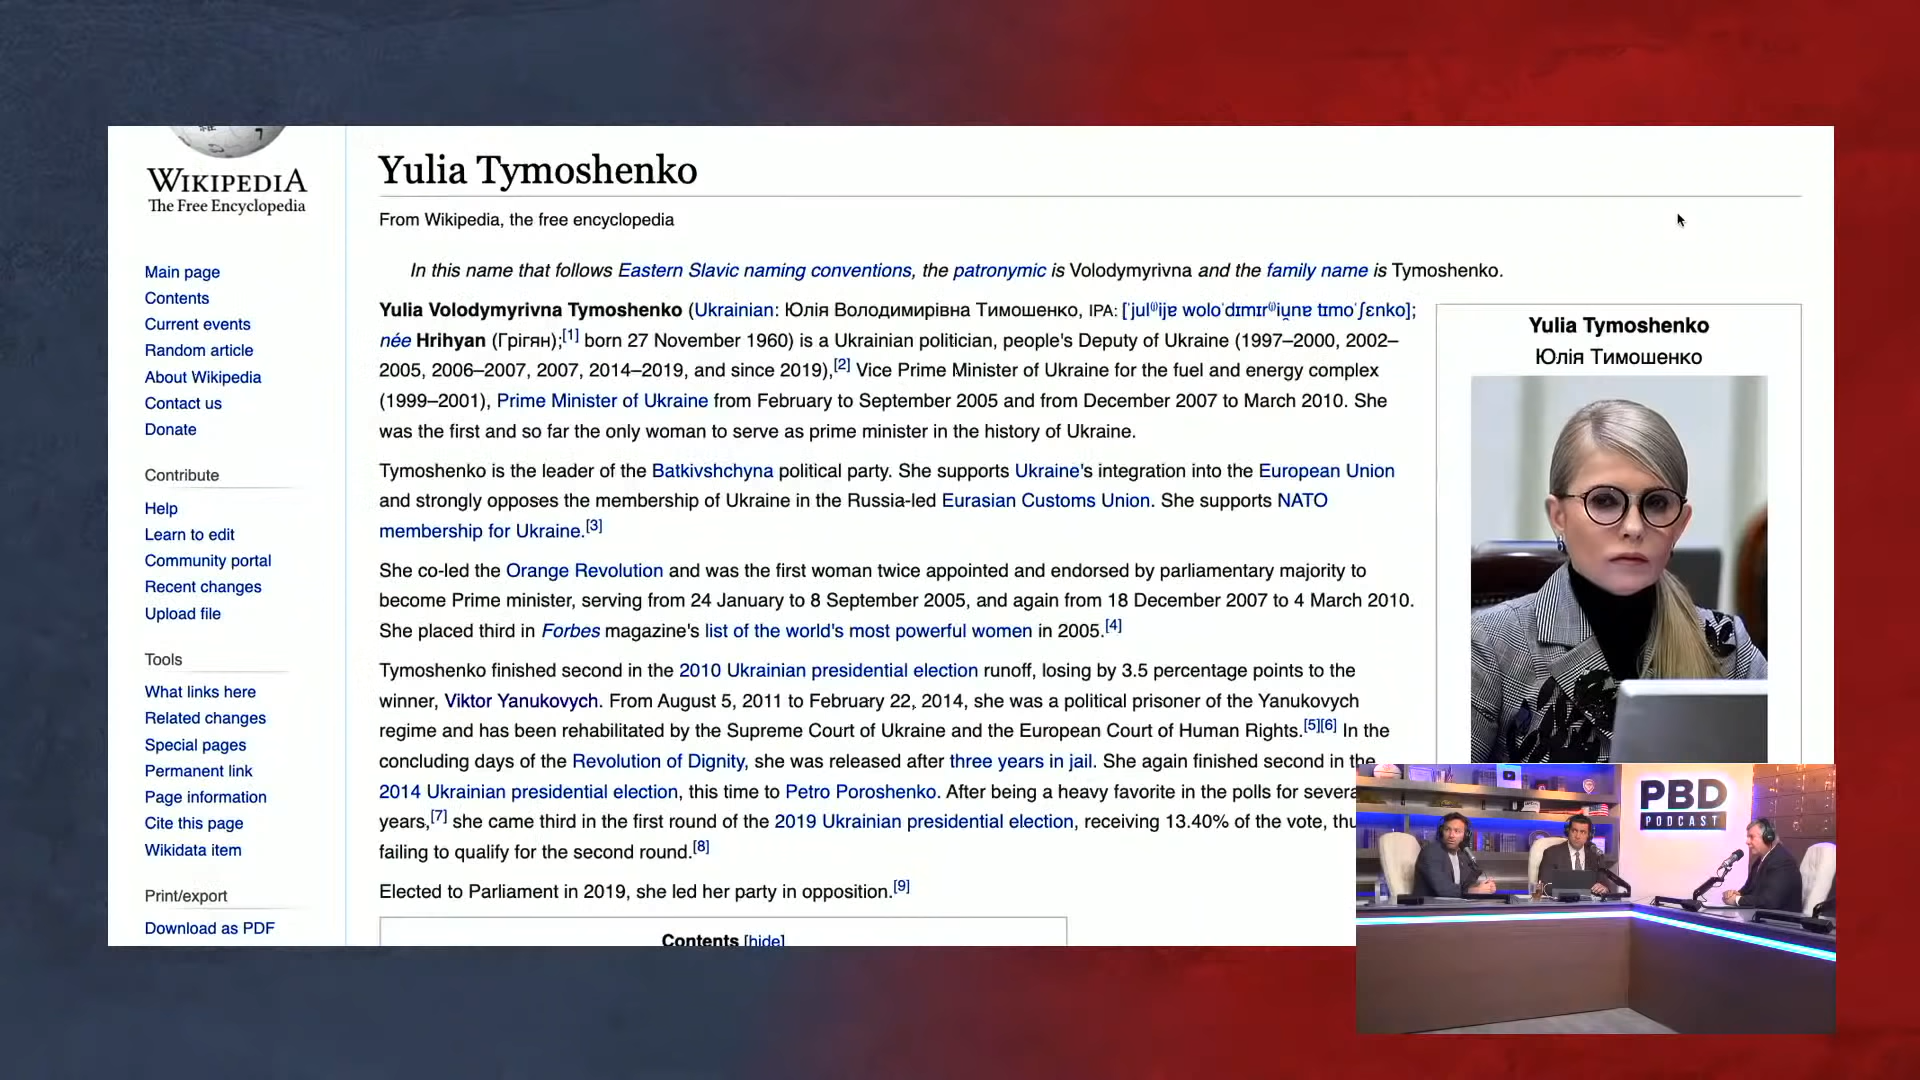 WIKIPEDIA
The Free Encyclopedia
Main page
Contents
Current events
Random article
About Wikipedia
Contact us
Donate
Contribute
Help
Learn to edit
Community portal
Recent changes
Upload file
Tools
What links here
Related changes
Special pages
Permanent link
Page information
Cite this page
Wikidata item
Print/export
Download as PDF
Yulia Tymoshenko
From Wikipedia, the free encyclopedia
In this name that follows Eastern Slavic naming conventions, the patronymic is Volodymyrivna and the family name is Tymoshenko.
Yulia Volodymyrivna Tymoshenko (Ukrainian: Юлія Володимирівна Тимошенко, IPA: [ˈjul⁽ʲ⁾ijɐ woloˈdɪmɪr⁽ʲ⁾iu̯nɐ tɪmoˈʃɛnko];
née Hrihyan (Грігян);[1] born 27 November 1960) is a Ukrainian politician, people's Deputy of Ukraine (1997–2000, 2002–
2005, 2006–2007, 2007, 2014–2019, and since 2019),[2] Vice Prime Minister of Ukraine for the fuel and energy complex
(1999–2001), Prime Minister of Ukraine from February to September 2005 and from December 2007 to March 2010. She
was the first and so far the only woman to serve as prime minister in the history of Ukraine.
Tymoshenko is the leader of the Batkivshchyna political party. She supports Ukraine's integration into the European Union
and strongly opposes the membership of Ukraine in the Russia-led Eurasian Customs Union. She supports NATO
membership for Ukraine.[3]
She co-led the Orange Revolution and was the first woman twice appointed and endorsed by parliamentary majority to
become Prime minister, serving from 24 January to 8 September 2005, and again from 18 December 2007 to 4 March 2010.
She placed third in Forbes magazine's list of the world's most powerful women in 2005.[4]
Tymoshenko finished second in the 2010 Ukrainian presidential election runoff, losing by 3.5 percentage points to the
winner, Viktor Yanukovych. From August 5, 2011 to February 22, 2014, she was a political prisoner of the Yanukovych
regime and has been rehabilitated by the Supreme Court of Ukraine and the European Court of Human Rights.[5][6] In the
concluding days of the Revolution of Dignity, she was released after three years in jail. She again finished second in the
2014 Ukrainian presidential election, this time to Petro Poroshenko. After being a heavy favorite in the polls for severa
years,[7] she came third in the first round of the 2019 Ukrainian presidential election, receiving 13.40% of the vote, thu
failing to qualify for the second round.[8]
Elected to Parliament in 2019, she led her party in opposition.[9]
Contents [hide]
Yulia Tymoshenko
Юлія Тимошенко
PBD
PODCAST